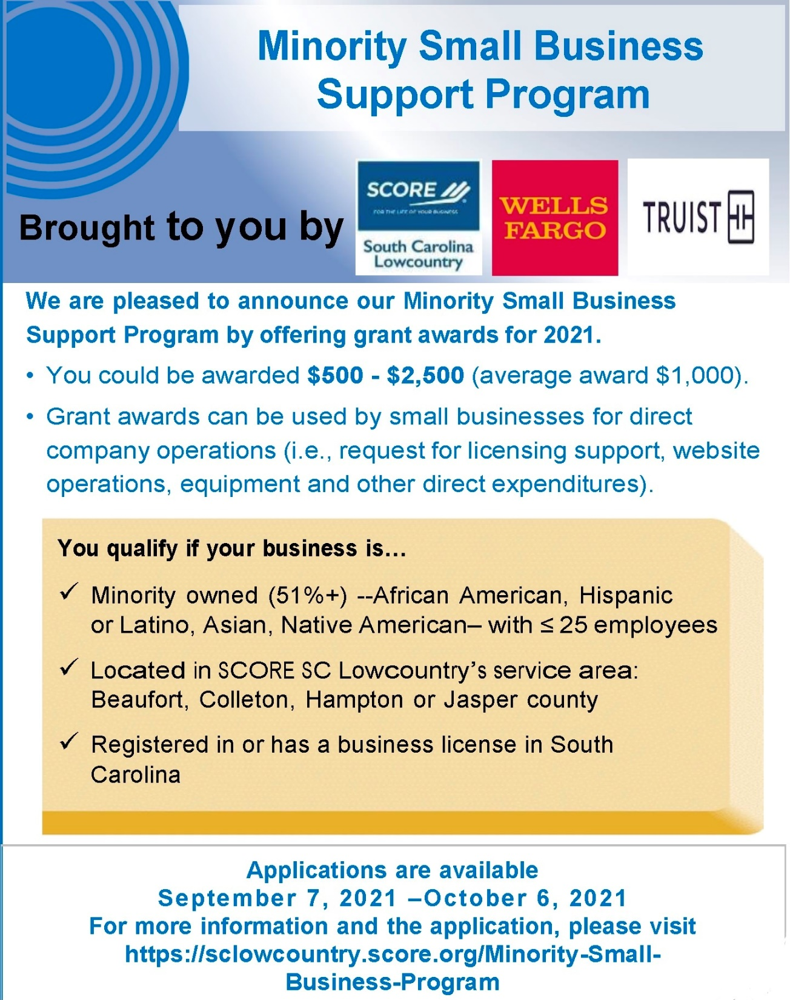 Minority Small Business
Support Program
Brought to you by
SCORE
FOR THE LIFE OF YOUR BUSINESS
South Carolina
Lowcountry
WELLS
FARGO
TRUIST
We are pleased to announce our Minority Small Business
Support Program by offering grant awards for 2021.
• You could be awarded $500 - $2,500 (average award $1,000).
• Grant awards can be used by small businesses for direct
company operations (i.e., request for licensing support, website
operations, equipment and other direct expenditures).
You qualify if your business is...
✓ Minority owned (51%+) --African American, Hispanic
or Latino, Asian, Native American– with ≤ 25 employees
✓ Located in SCORE SC Lowcountry's service area:
Beaufort, Colleton, Hampton or Jasper county
✓ Registered in or has a business license in South
Carolina
Applications are available
September 7, 2021 –October 6, 2021
For more information and the application, please visit
https://sclowcountry.score.org/Minority-Small-
Business-Program